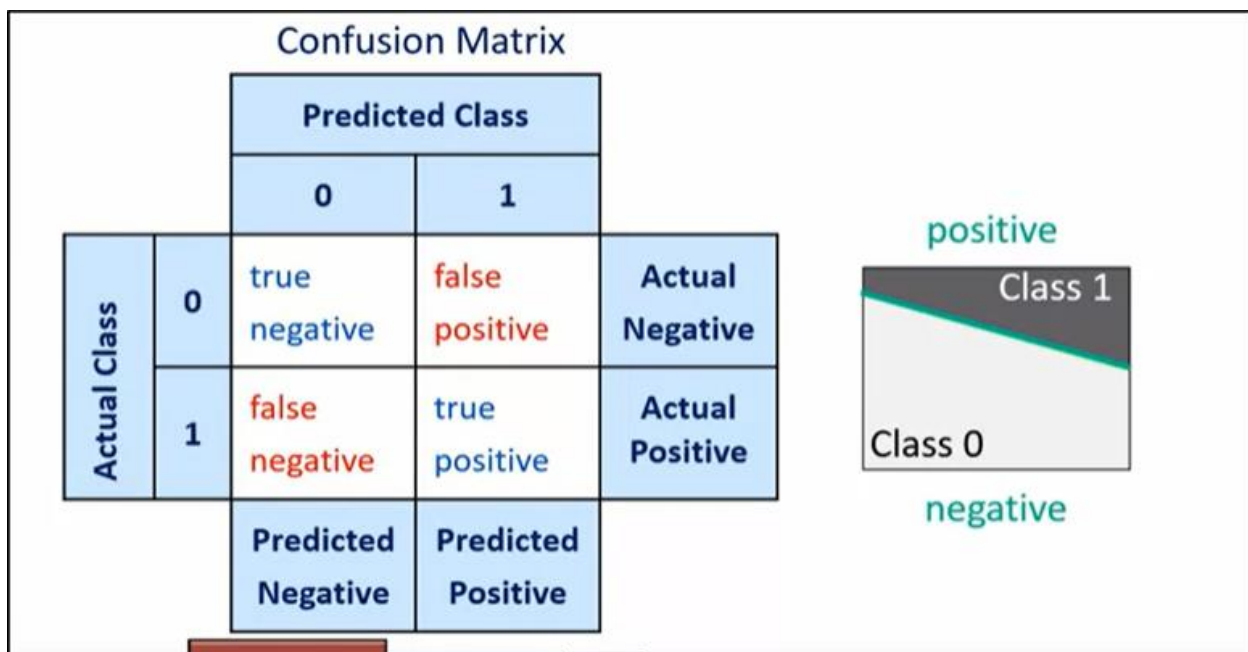 Confusion Matrix
Predicted Class
0 1
Actual Class
0
true
negative
false
positive
Actual
Negative
1
false
negative
true
positive
Actual
Positive
Predicted
Negative
Predicted
Positive
positive
Class 1
Class 0
negative